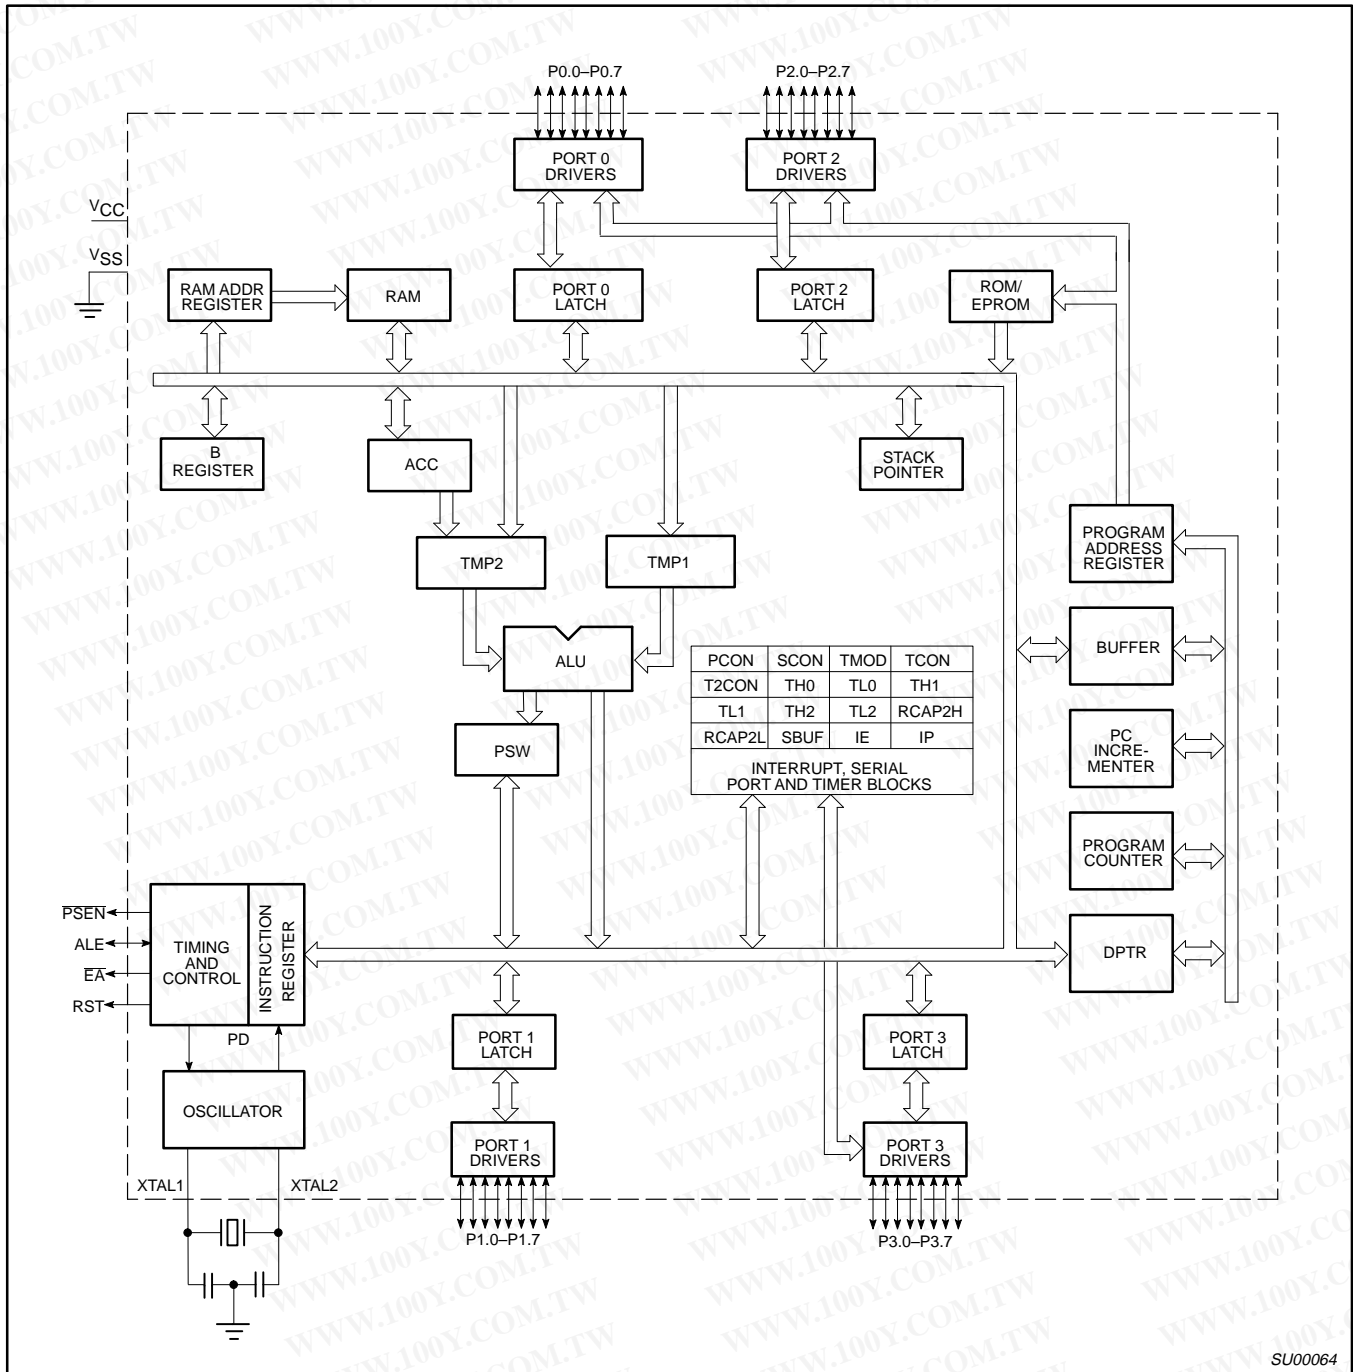 P0.0–P0.7
P2.0–P2.7
PORT 0
DRIVERS
PORT 2
DRIVERS
VCC
VSS
RAM ADDR
REGISTER
RAM
PORT 0
LATCH
PORT 2
LATCH
ROM/
EPROM
B
REGISTER
ACC
STACK
POINTER
TMP2
TMP1
PROGRAM
ADDRESS
REGISTER
ALU
BUFFER
PCON SCON TMOD TCON
T2CON TH0 TL0 TH1
TL1 TH2 TL2 RCAP2H
RCAP2L SBUF IE IP
INTERRUPT, SERIAL
PORT AND TIMER BLOCKS
PSW
PC
INCRE-
MENTER
PROGRAM
COUNTER
DPTR
PSEN
ALE
EA
RST
TIMING
AND
CONTROL
INSTRUCTION
REGISTER
PD
OSCILLATOR
PORT 1
LATCH
PORT 3
LATCH
PORT 1
DRIVERS
PORT 3
DRIVERS
XTAL1
XTAL2
P1.0–P1.7
P3.0–P3.7
SU00064
WWW.100Y.COM.TW